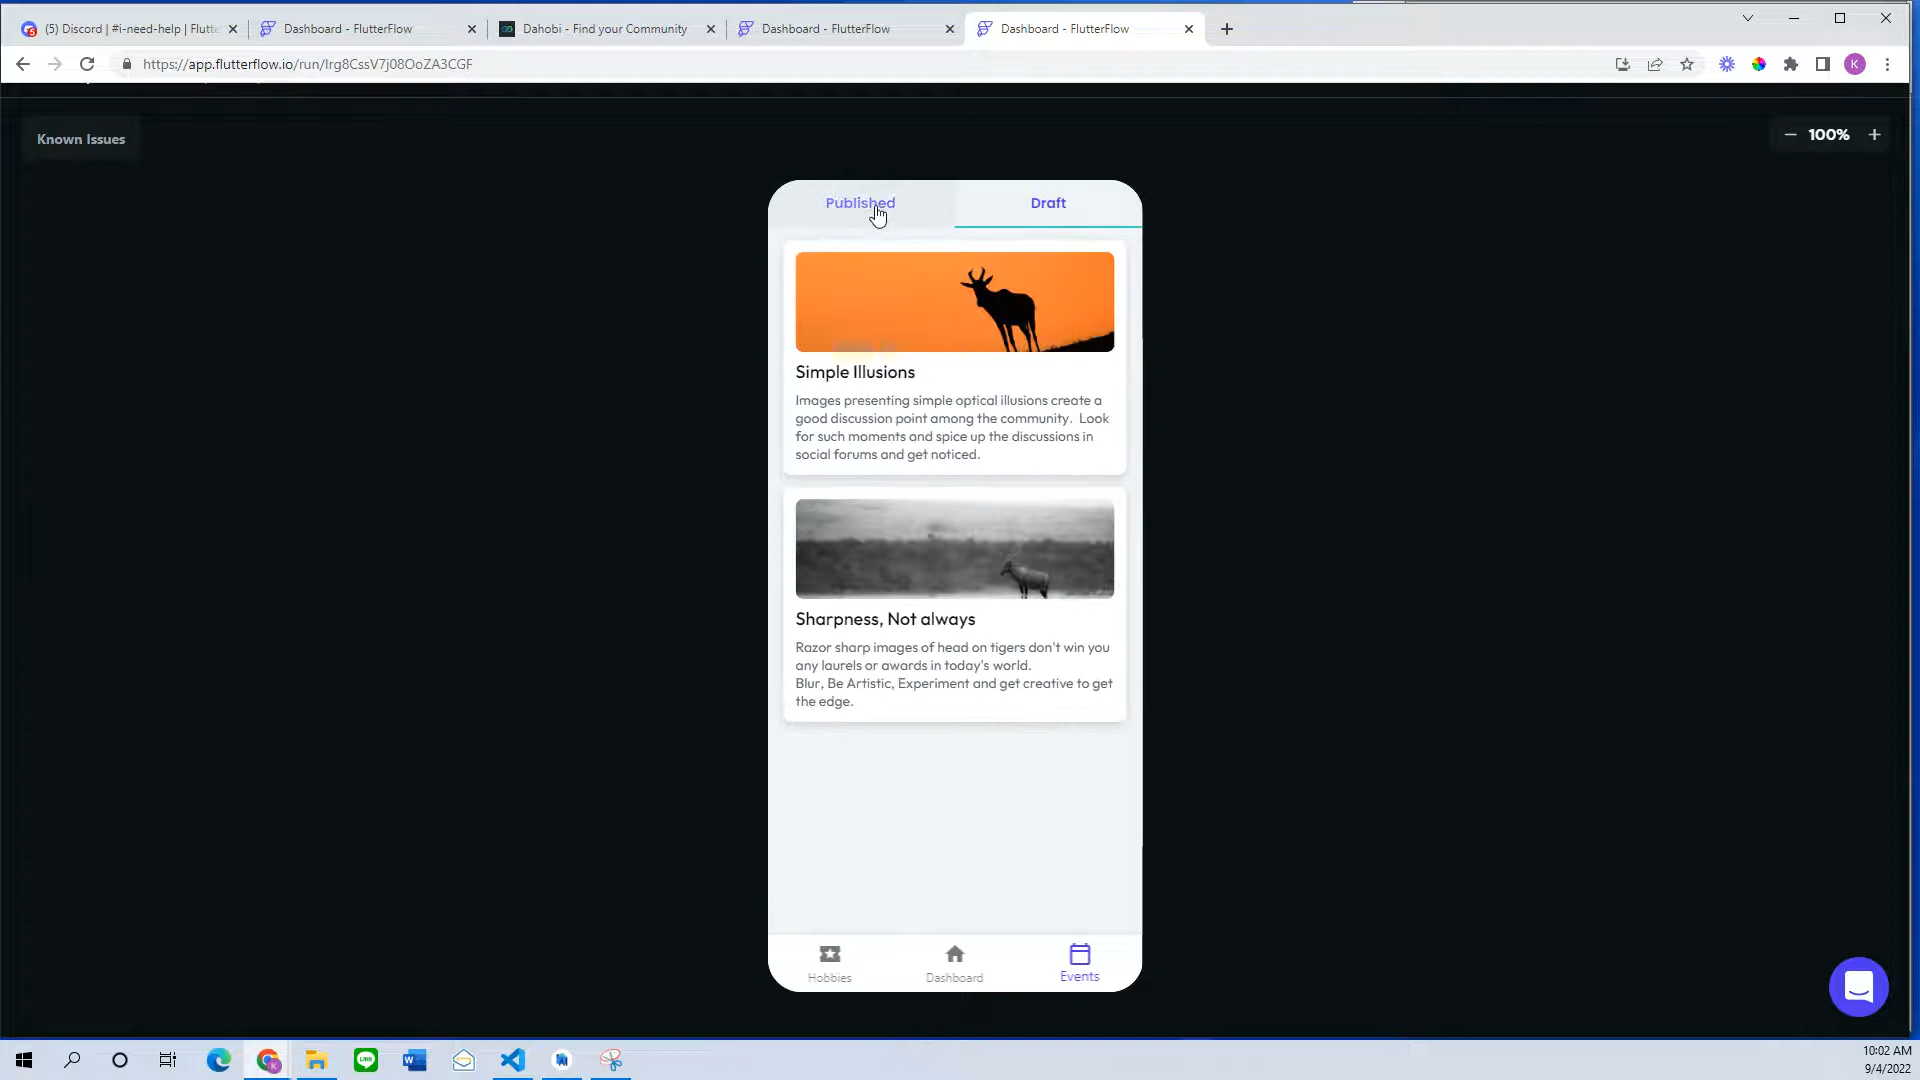 (5) Discord | #i-need-help | Flutte
Dashboard - FlutterFlow
Dahobi - Find your Community
Dashboard - FlutterFlow
Dashboard - FlutterFlow
https://app.flutterflow.io/run/Irg8CssV7j08OoZA3CGF
K
Known Issues
100%
Published
Draft
Simple Illusions
Images presenting simple optical illusions create a
good discussion point among the community. Look
for such moments and spice up the discussions in
social forums and get noticed.
Sharpness, Not always
Razor sharp images of head on tigers don't win you
any laurels or awards in today's world.
Blur, Be Artistic, Experiment and get creative to get
the edge.
Hobbies
Dashboard
Events
10:02 AM
9/4/2022